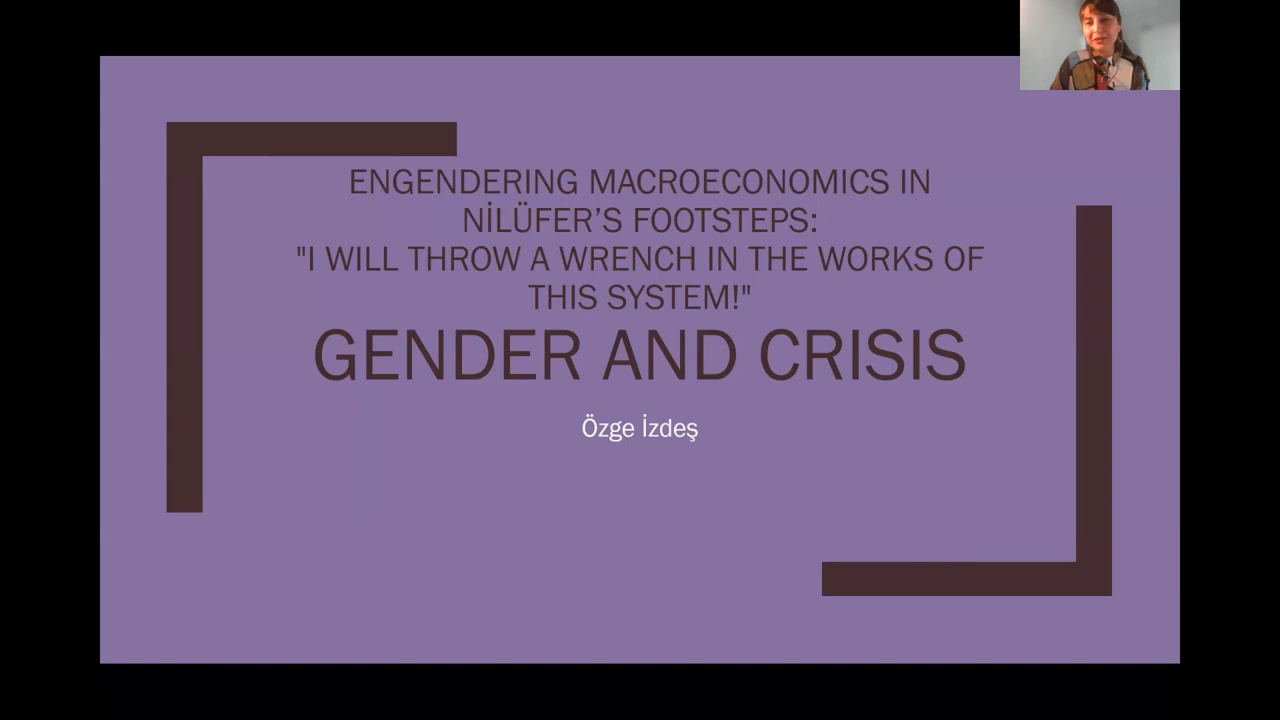 ENGENDERING MACROECONOMICS IN
NİLÜFER’S FOOTSTEPS:
"I WILL THROW A WRENCH IN THE WORKS OF
THIS SYSTEM!"
GENDER AND CRISIS
Özge İzdeş